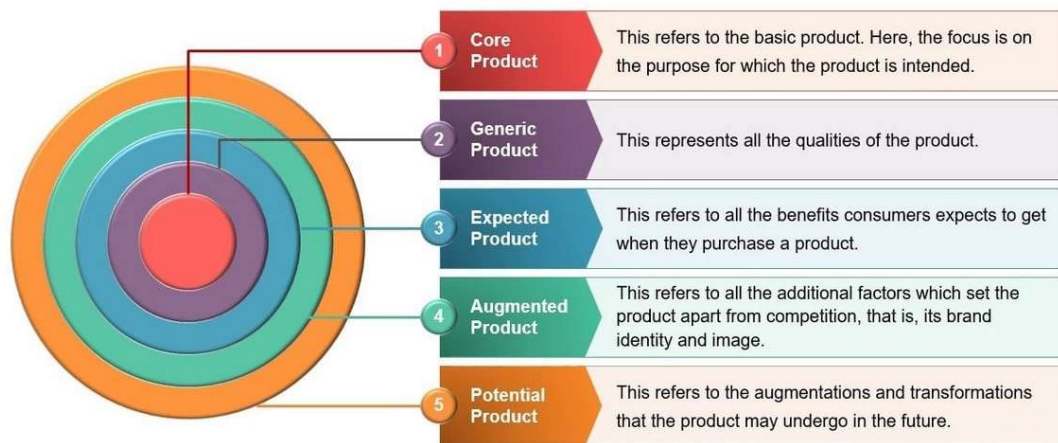 1
Core
Product
This refers to the basic product. Here, the focus is on
the purpose for which the product is intended.
2
Generic
Product
This represents all the qualities of the product.
3
Expected
Product
This refers to all the benefits consumers expects to get
when they purchase a product.
4
Augmented
Product
This refers to all the additional factors which set the
product apart from competition, that is, its brand
identity and image.
5
Potential
Product
This refers to the augmentations and transformations
that the product may undergo in the future.